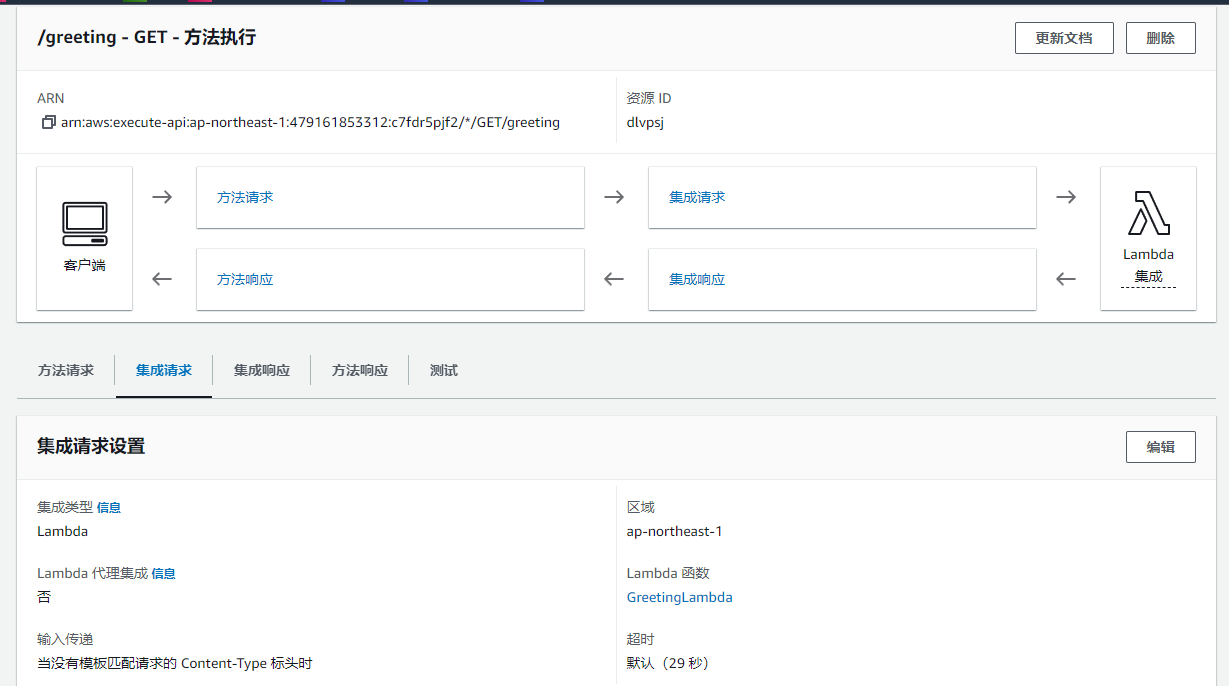 /greeting - GET - 方法执行
更新文档
删除
ARN
arn:aws:execute-api:ap-northeast-1:479161853312:c7fdr5pjf2/*/GET/greeting
资源 ID
dlvpsj
客户端
方法请求
集成请求
方法响应
集成响应
Lambda
集成
方法请求
集成请求
集成响应
方法响应
测试
集成请求设置
编辑
集成类型 信息
Lambda
区域
ap-northeast-1
Lambda 代理集成 信息
否
Lambda 函数
GreetingLambda
输入传递
当没有模板匹配请求的 Content-Type 标头时
超时
默认（29 秒）